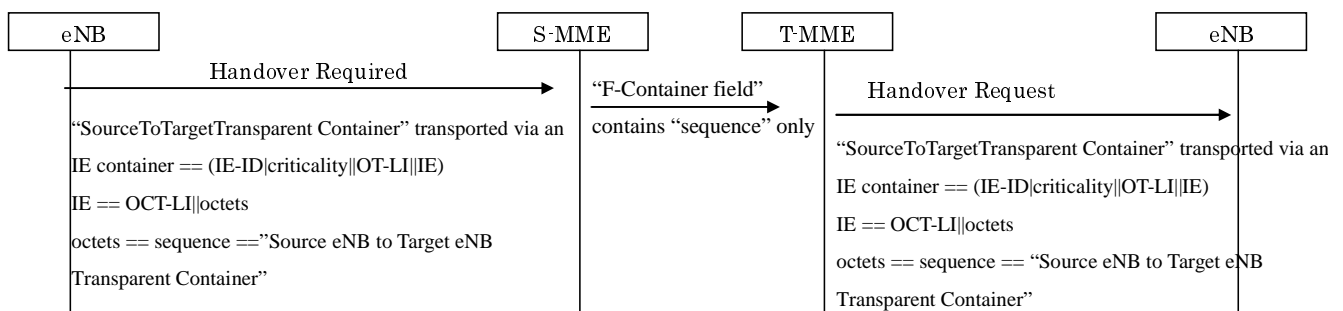 eNB
S-MME
T-MME
eNB
Handover Required
“F-Container field”
contains “sequence” only
Handover Request
“SourceToTargetTransparent Container” transported via an
IE container == (IE-ID|criticality||OT-LI||IE)
IE == OCT-LI||octets
octets == sequence ==”Source eNB to Target eNB
Transparent Container”
“SourceToTargetTransparent Container” transported via an
IE container == (IE-ID|criticality||OT-LI||IE)
IE == OCT-LI||octets
octets == sequence == “Source eNB to Target eNB
Transparent Container”